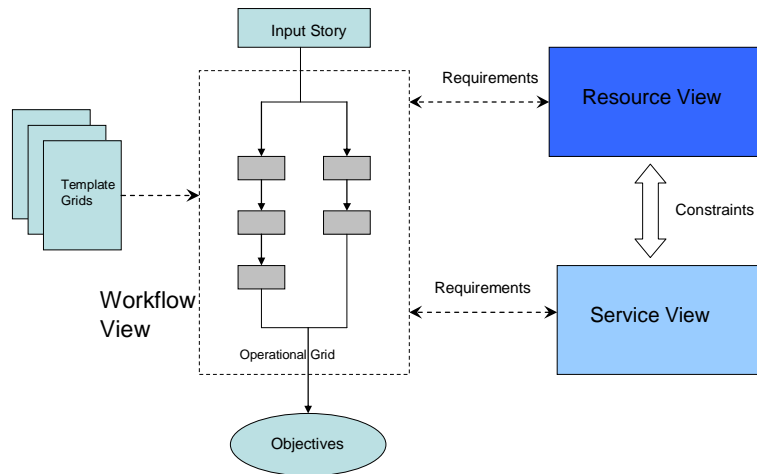 Input Story
Requirements
Resource View
Template
Grids
Constraints
Workflow
View
Requirements
Service View
Operational Grid
Objectives